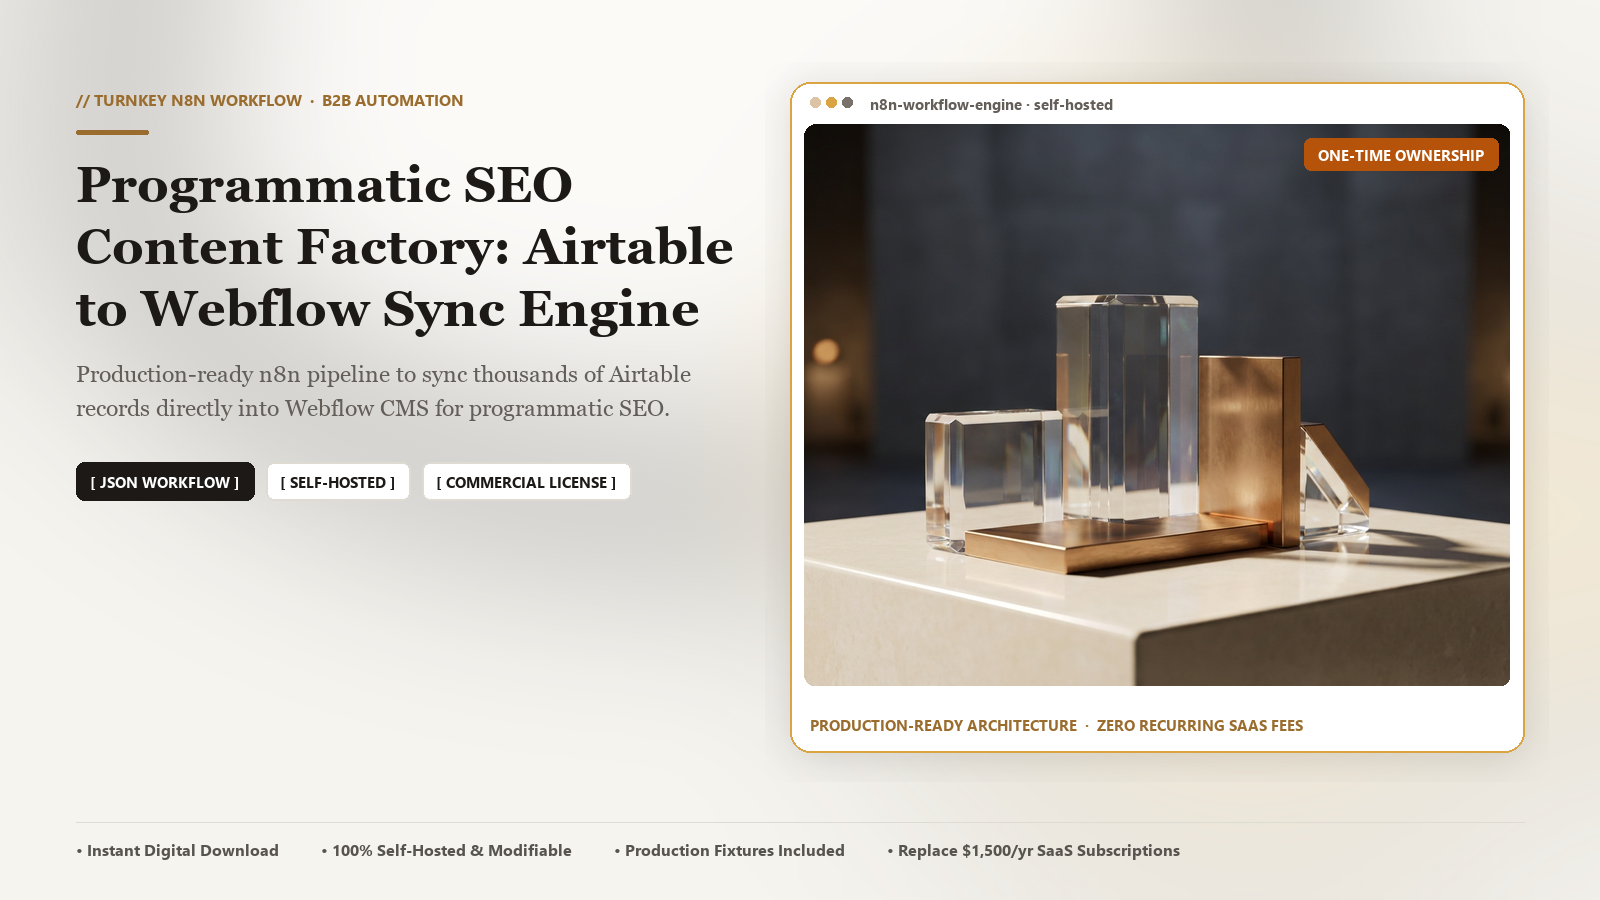 // TURNKEY N8N WORKFLOW · B2B AUTOMATION
Programmatic SEO
Content Factory: Airtable
to Webflow Sync Engine
Production-ready n8n pipeline to sync thousands of Airtable
records directly into Webflow CMS for programmatic SEO.
[ JSON WORKFLOW ] [ SELF-HOSTED ] [ COMMERCIAL LICENSE ]
n8n-workflow-engine · self-hosted
ONE-TIME OWNERSHIP
PRODUCTION-READY ARCHITECTURE · ZERO RECURRING SAAS FEES
• Instant Digital Download • 100% Self-Hosted & Modifiable • Production Fixtures Included • Replace $1,500/yr SaaS Subscriptions